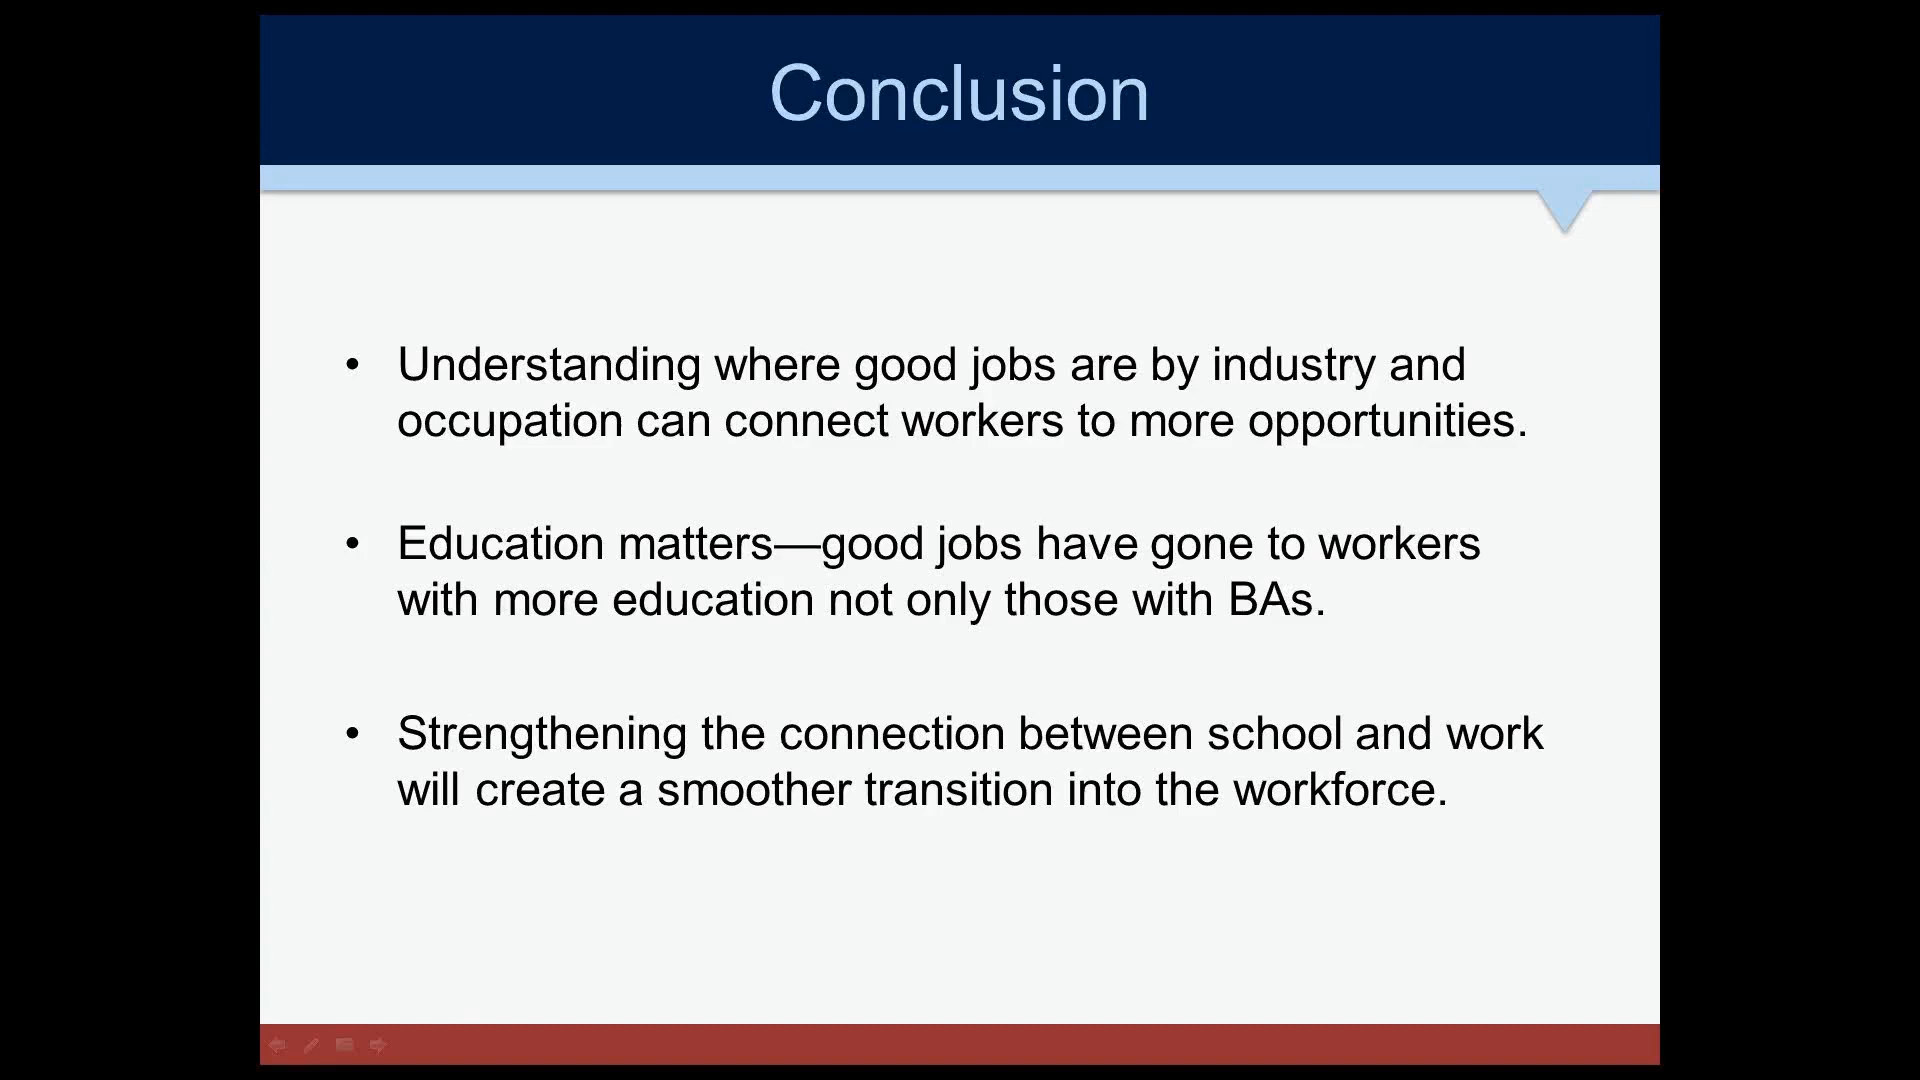 Conclusion
• Understanding where good jobs are by industry and
occupation can connect workers to more opportunities.
• Education matters—good jobs have gone to workers
with more education not only those with BAs.
• Strengthening the connection between school and work
will create a smoother transition into the workforce.